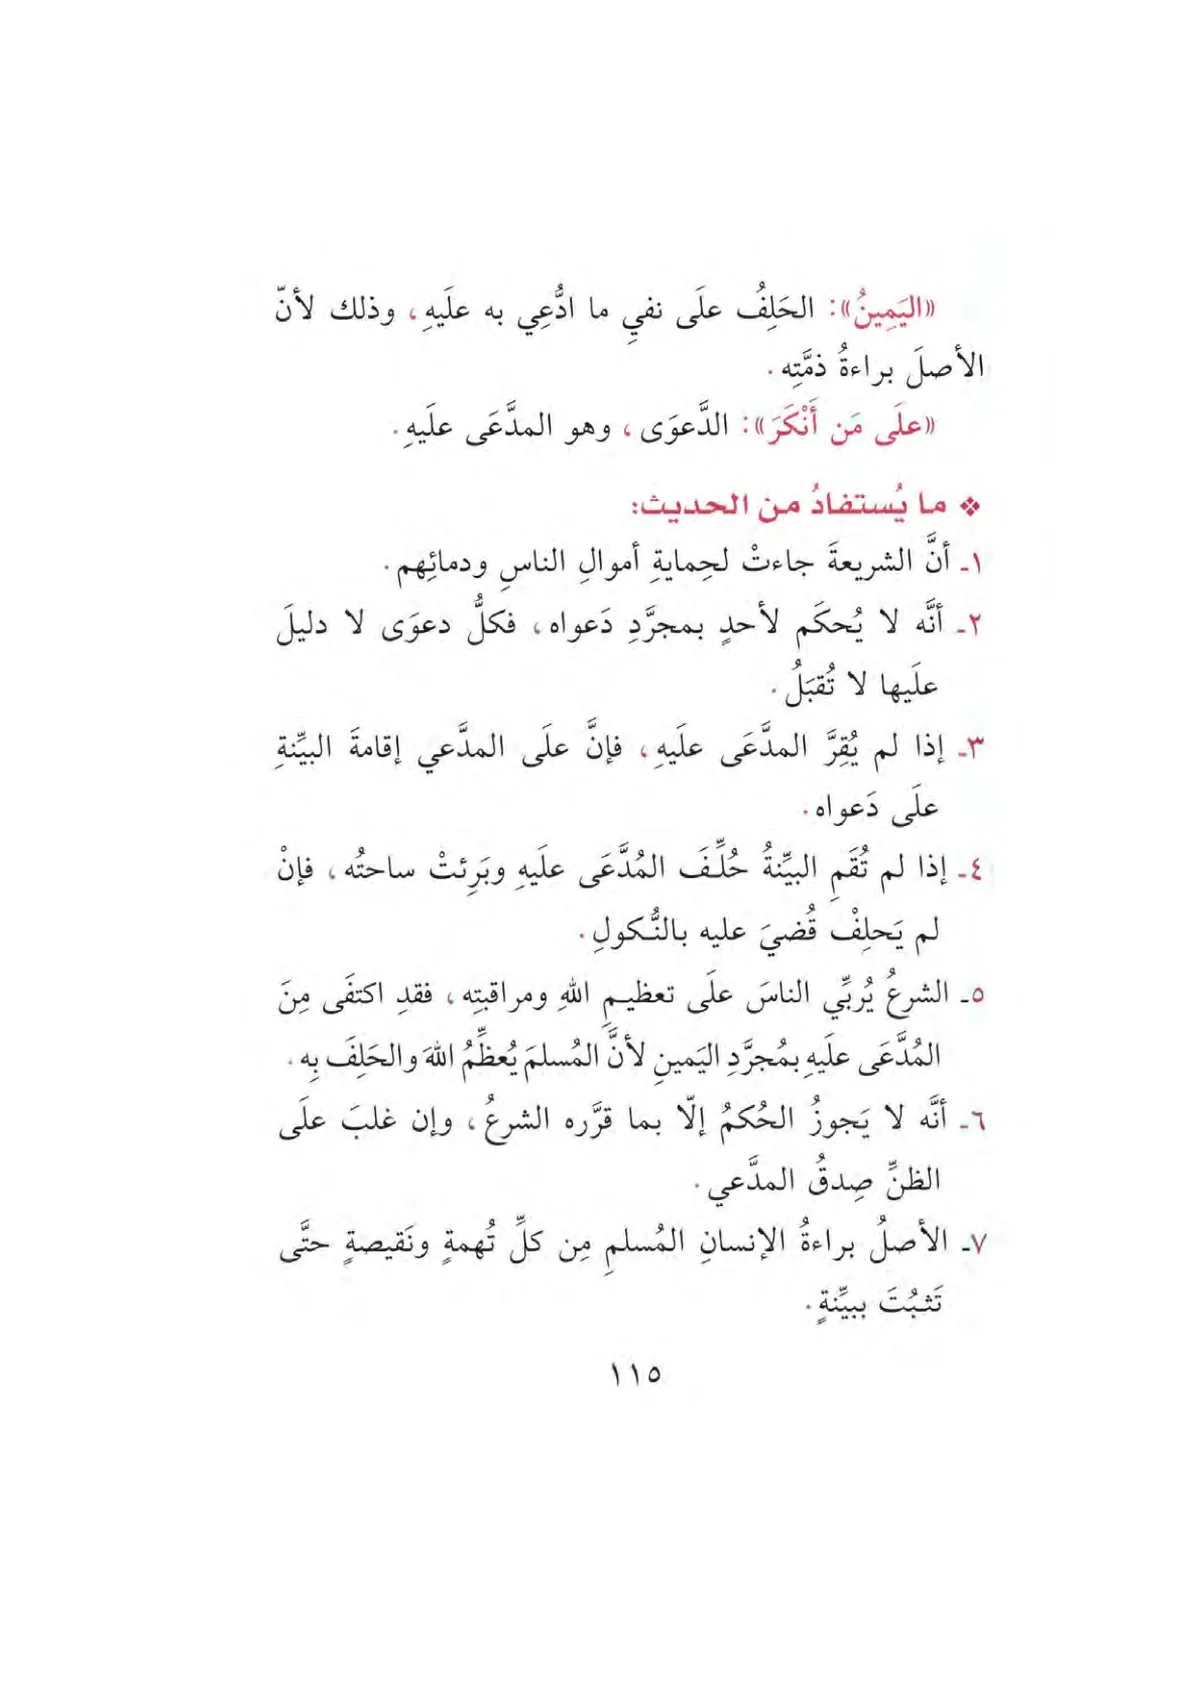 «اليَمِينُ»: الحَلِفُ علَى نفيِ ما ادُّعِي به علَيهِ، وذلك لأنّ
الأصلَ براءةُ ذمَّتِه.
«علَى مَن أَنْكَرَ»: الدَّعوَى، وهو المدَّعَى علَيهِ.
❖ ما يُستفادُ من الحديث:
١- أنَّ الشريعةَ جاءتْ لحِمايةِ أموالِ الناسِ ودمائِهم.
٢- أنَّه لا يُحكَم لأحدٍ بمجرَّدِ دَعواه، فكلُّ دعوَى لا دليلَ
علَيها لا تُقبَلُ.
٣- إذا لم يُقِرَّ المدَّعَى علَيهِ، فإنَّ علَى المدَّعي إقامةَ البيِّنةِ
علَى دَعواه.
٤- إذا لم تُقَمِ البيِّنةُ حُلِّفَ المُدَّعَى علَيهِ وبَرِئتْ ساحتُه، فإنْ
لم يَحلِفْ قُضيَ عليه بالنُّكولِ.
٥- الشرعُ يُربِّي الناسَ علَى تعظيمِ اللهِ ومراقبتِه، فقدِ اكتفَى مِنَ
المُدَّعَى علَيهِ بمُجرَّدِ اليَمينِ لأنَّ المُسلمَ يُعظِّمُ اللهَ والحَلِفَ بِه.
٦- أنَّه لا يَجوزُ الحُكمُ إلّا بما قرَّره الشرعُ، وإن غلبَ علَى
الظنِّ صِدقُ المدَّعي.
٧- الأصلُ براءةُ الإنسانِ المُسلمِ مِن كلِّ تُهمةٍ ونَقيصةٍ حتَّى
تَثبُتَ ببيِّنةٍ.
١١٥